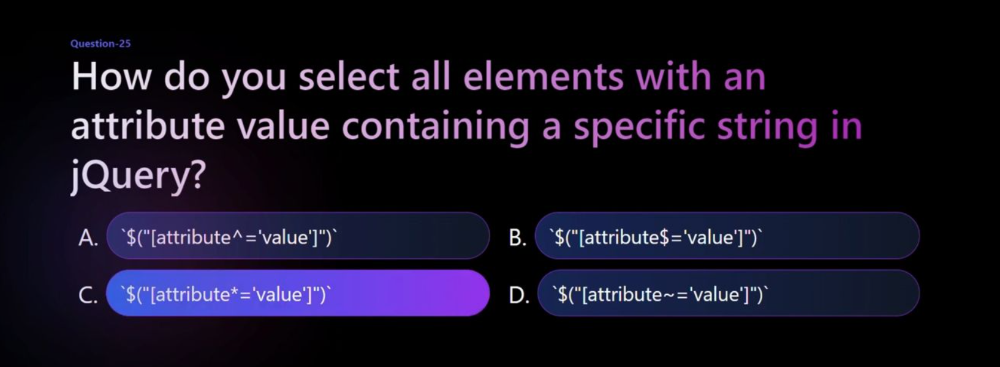 Question-25
How do you select all elements with an
attribute value containing a specific string in
jQuery?
A. `$("[attribute^='value']")` B. `$("[attribute$='value']")`
C. `$("[attribute*='value']")` D. `$("[attribute~='value']")`